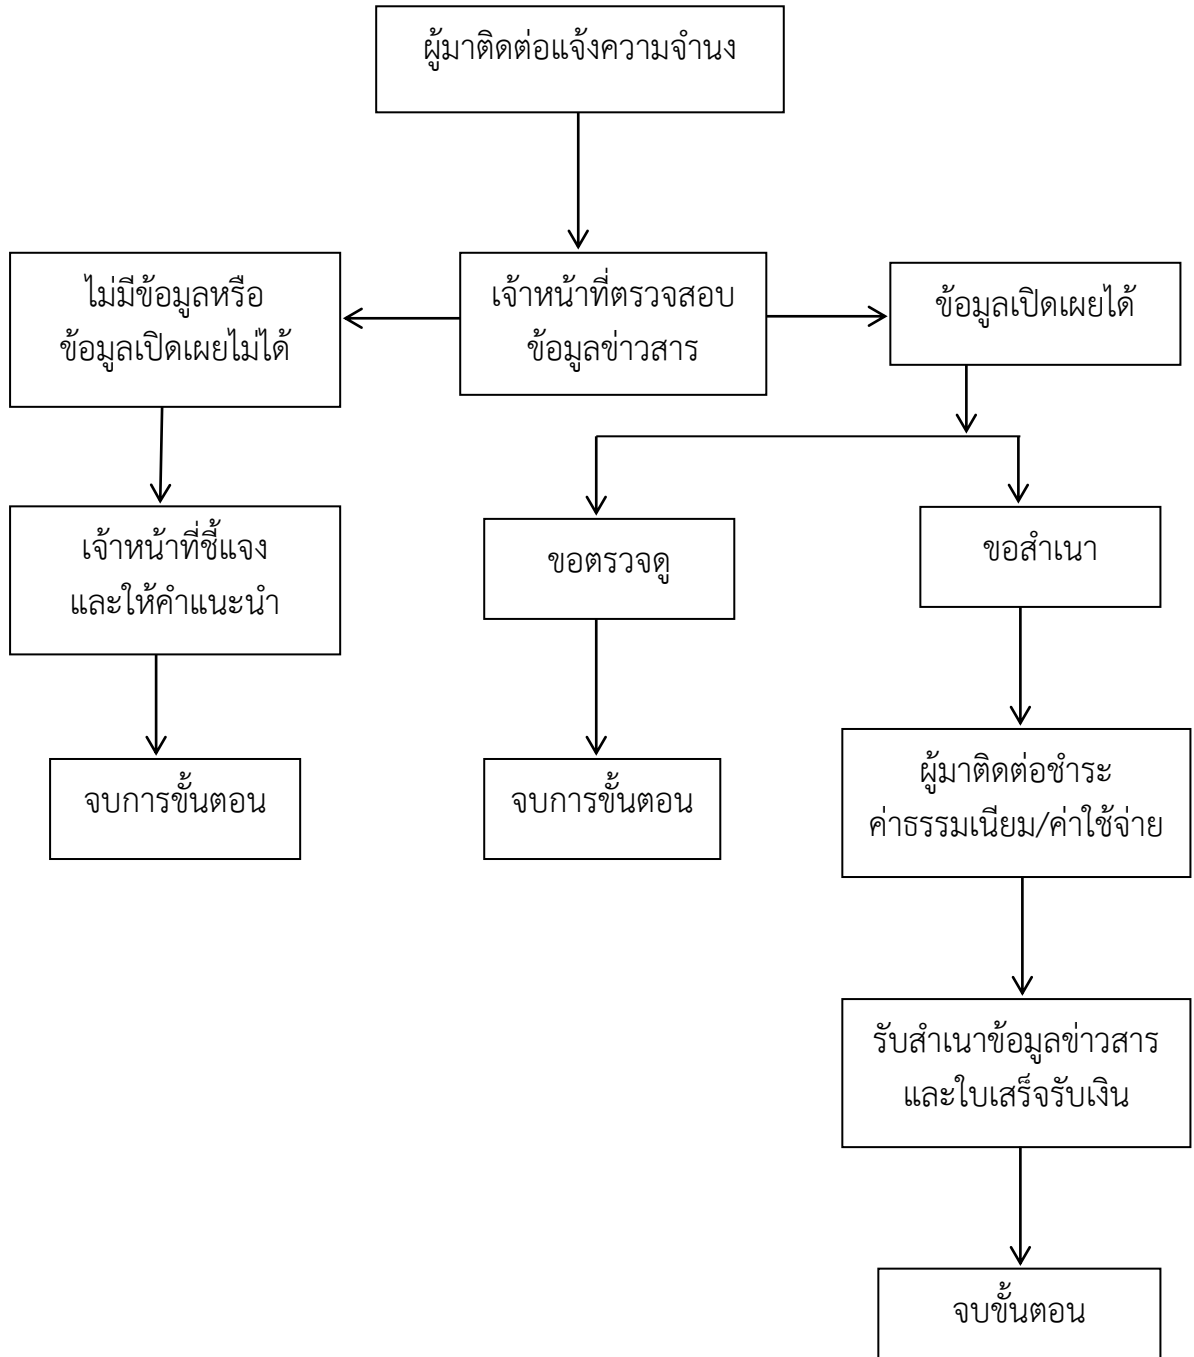 ผู้มาติดต่อแจ้งความจำนง
ไม่มีข้อมูลหรือ
ข้อมูลเปิดเผยไม่ได้
เจ้าหน้าที่ตรวจสอบ
ข้อมูลข่าวสาร
ข้อมูลเปิดเผยได้
เจ้าหน้าที่ชี้แจง
และให้คำแนะนำ
ขอตรวจดู
ขอสำเนา
จบการขั้นตอน
จบการขั้นตอน
ผู้มาติดต่อชำระ
ค่าธรรมเนียม/ค่าใช้จ่าย
รับสำเนาข้อมูลข่าวสาร
และใบเสร็จรับเงิน
จบขั้นตอน